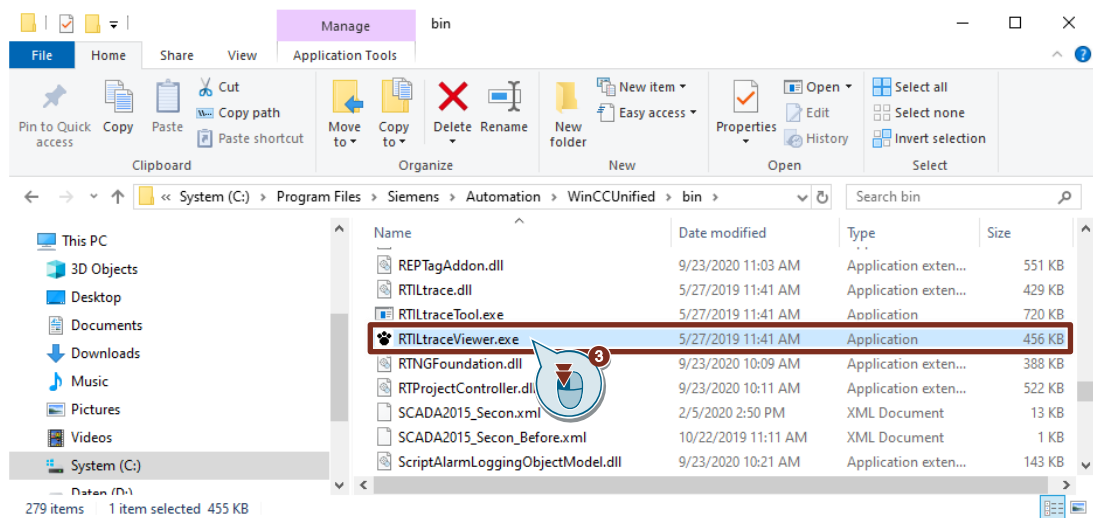 Manage bin
File Home Share View Application Tools
Pin to Quick access
Copy
Paste
Cut
Copy path
Paste shortcut
Clipboard
Move to
Copy to
Delete
Rename
Organize
New folder
New item
Easy access
New
Properties
Open
Edit
History
Open
Select all
Select none
Invert selection
Select
« System (C:) > Program Files > Siemens > Automation > WinCCUnified > bin >
Search bin
This PC
3D Objects
Desktop
Documents
Downloads
Music
Pictures
Videos
System (C:)
Daten (D:)
Name Date modified Type Size
REPTagAddon.dll 9/23/2020 11:03 AM Application exten... 551 KB
RTILtrace.dll 5/27/2019 11:41 AM Application exten... 429 KB
RTILtraceTool.exe 5/27/2019 11:41 AM Application 720 KB
RTILtraceViewer.exe 5/27/2019 11:41 AM Application 456 KB
3
RTNGFoundation.dll 9/23/2020 10:09 AM Application exten... 388 KB
RTProjectController.dll 9/23/2020 10:11 AM Application exten... 522 KB
SCADA2015_Secon.xml 2/5/2020 2:50 PM XML Document 13 KB
SCADA2015_Secon_Before.xml 10/22/2019 11:11 AM XML Document 1 KB
ScriptAlarmLoggingObjectModel.dll 9/23/2020 10:21 AM Application exten... 143 KB
279 items 1 item selected 455 KB